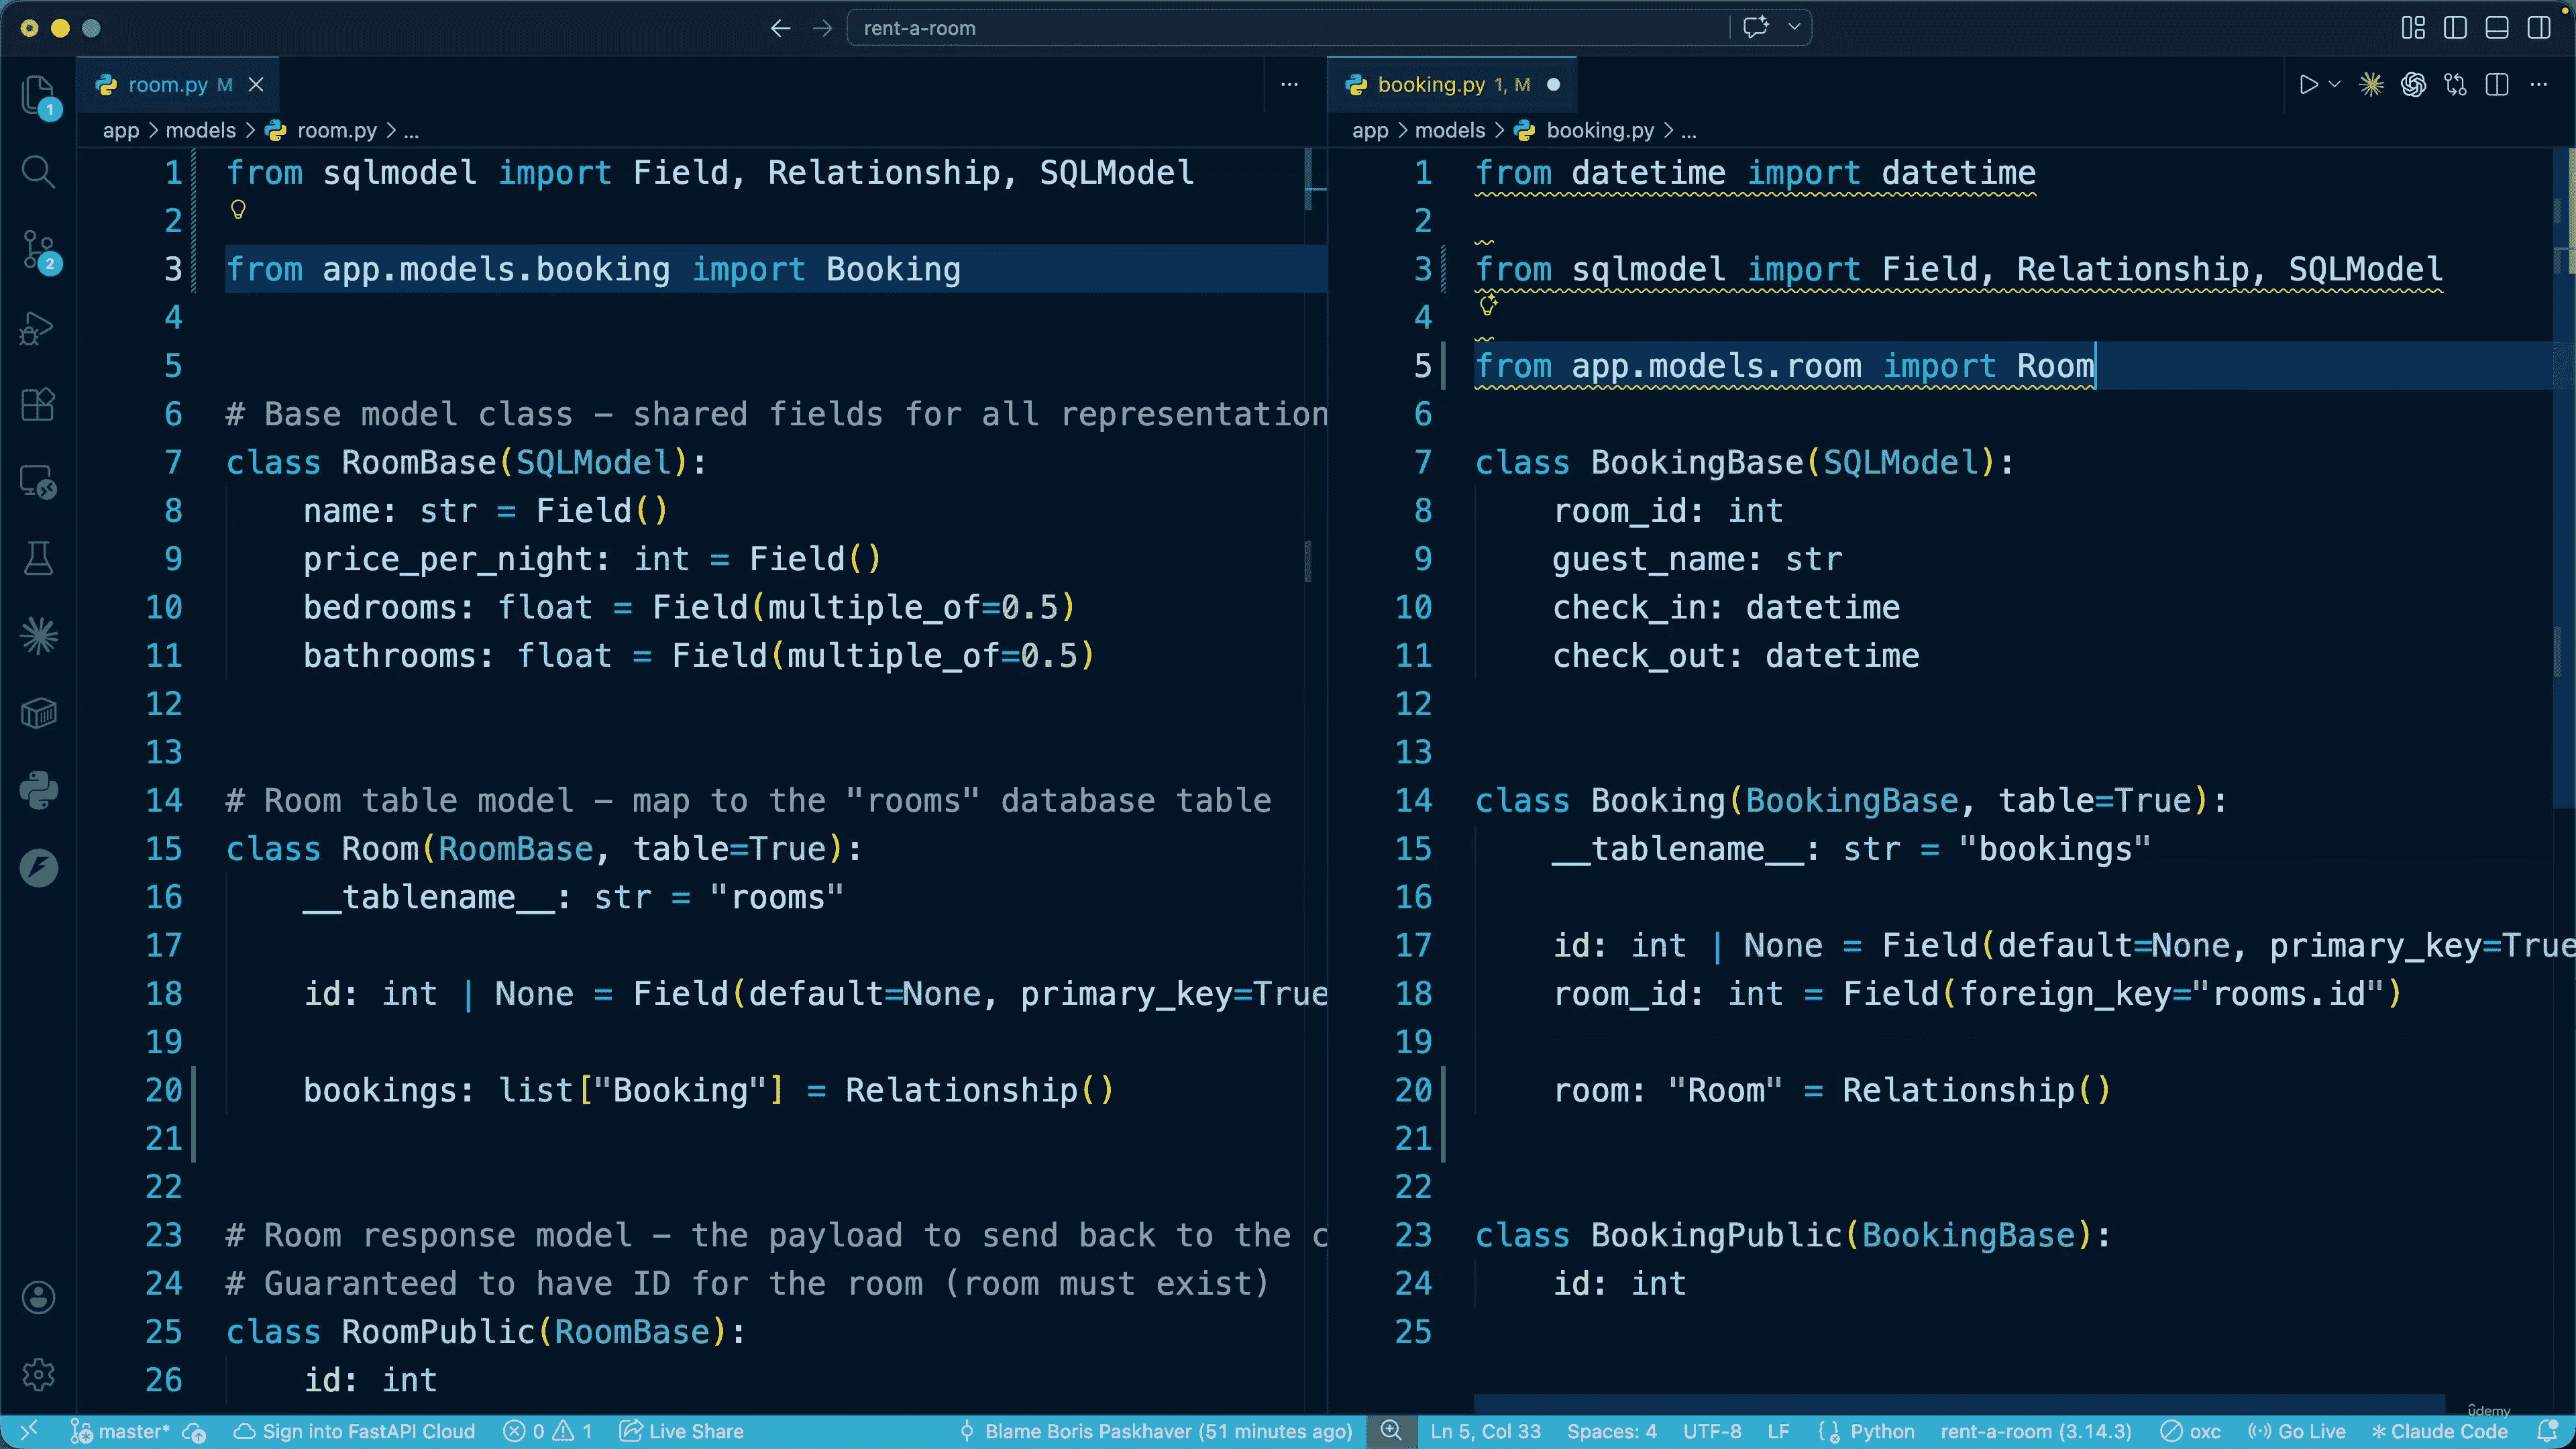 rent-a-room
room.py M
booking.py 1, M
app > models > room.py > ...
app > models > booking.py > ...
1 from sqlmodel import Field, Relationship, SQLModel
2
3 from app.models.booking import Booking
4
5
6 # Base model class – shared fields for all representation
7 class RoomBase(SQLModel):
8 name: str = Field()
9 price_per_night: int = Field()
10 bedrooms: float = Field(multiple_of=0.5)
11 bathrooms: float = Field(multiple_of=0.5)
12
13
14 # Room table model – map to the "rooms" database table
15 class Room(RoomBase, table=True):
16 __tablename__: str = "rooms"
17
18 id: int | None = Field(default=None, primary_key=True
19
20 bookings: list["Booking"] = Relationship()
21
22
23 # Room response model – the payload to send back to the c
24 # Guaranteed to have ID for the room (room must exist)
25 class RoomPublic(RoomBase):
26 id: int
1 from datetime import datetime
2
3 from sqlmodel import Field, Relationship, SQLModel
4
5 from app.models.room import Room
6
7 class BookingBase(SQLModel):
8 room_id: int
9 guest_name: str
10 check_in: datetime
11 check_out: datetime
12
13
14 class Booking(BookingBase, table=True):
15 __tablename__: str = "bookings"
16
17 id: int | None = Field(default=None, primary_key=True
18 room_id: int = Field(foreign_key="rooms.id")
19
20 room: "Room" = Relationship()
21
22
23 class BookingPublic(BookingBase):
24 id: int
25
1
2
udemy
master* Sign into FastAPI Cloud 0 1 Live Share Blame Boris Paskhaver (51 minutes ago) Ln 5, Col 33 Spaces: 4 UTF-8 LF Python rent-a-room (3.14.3) oxc Go Live Claude Code